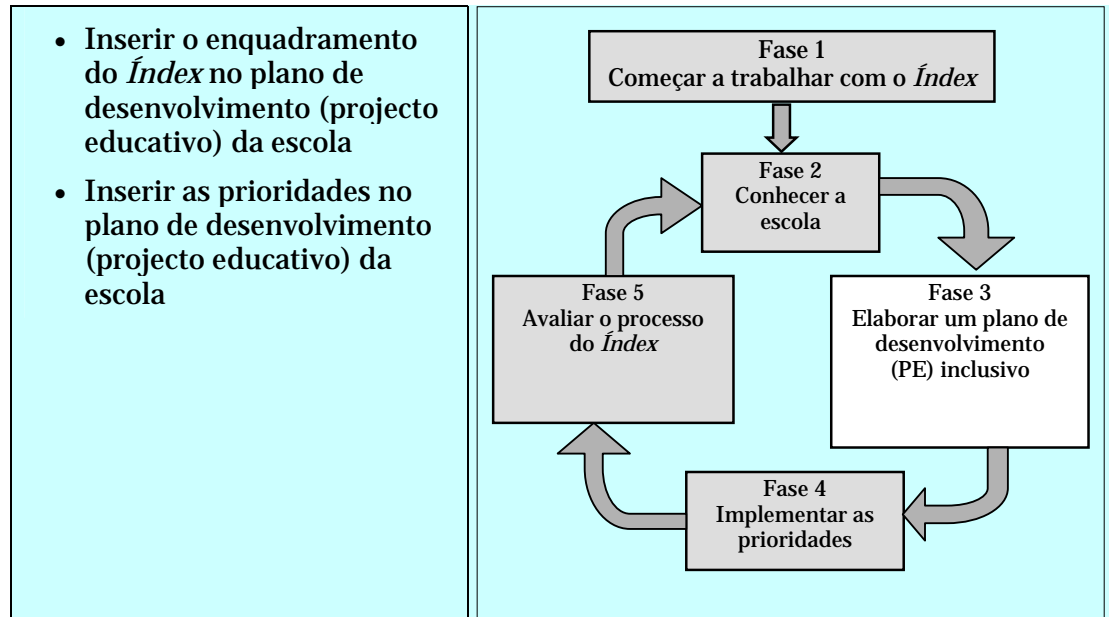 • Inserir o enquadramento
do Índex no plano de
desenvolvimento (projecto
educativo) da escola
• Inserir as prioridades no
plano de desenvolvimento
(projecto educativo) da
escola
Fase 1
Começar a trabalhar com o Índex
Fase 2
Conhecer a
escola
Fase 3
Elaborar um plano de
desenvolvimento
(PE) inclusivo
Fase 4
Implementar as
prioridades
Fase 5
Avaliar o processo
do Índex